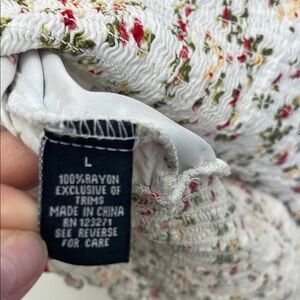 L
100%RAYON
EXCLUSIVE OF
TRIMS
MADE IN CHINA
RN 123271
SEE REVERSE
FOR CARE